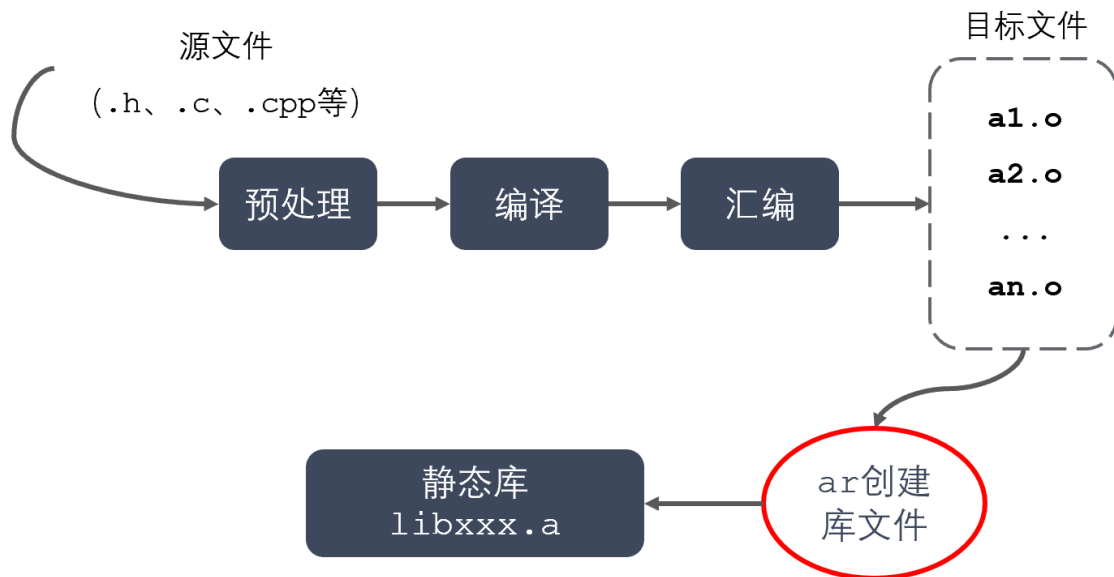 源文件
(.h、.c、.cpp等)
预处理
编译
汇编
目标文件
a1.o
a2.o
...
an.o
ar创建
库文件
静态库
libxxx.a